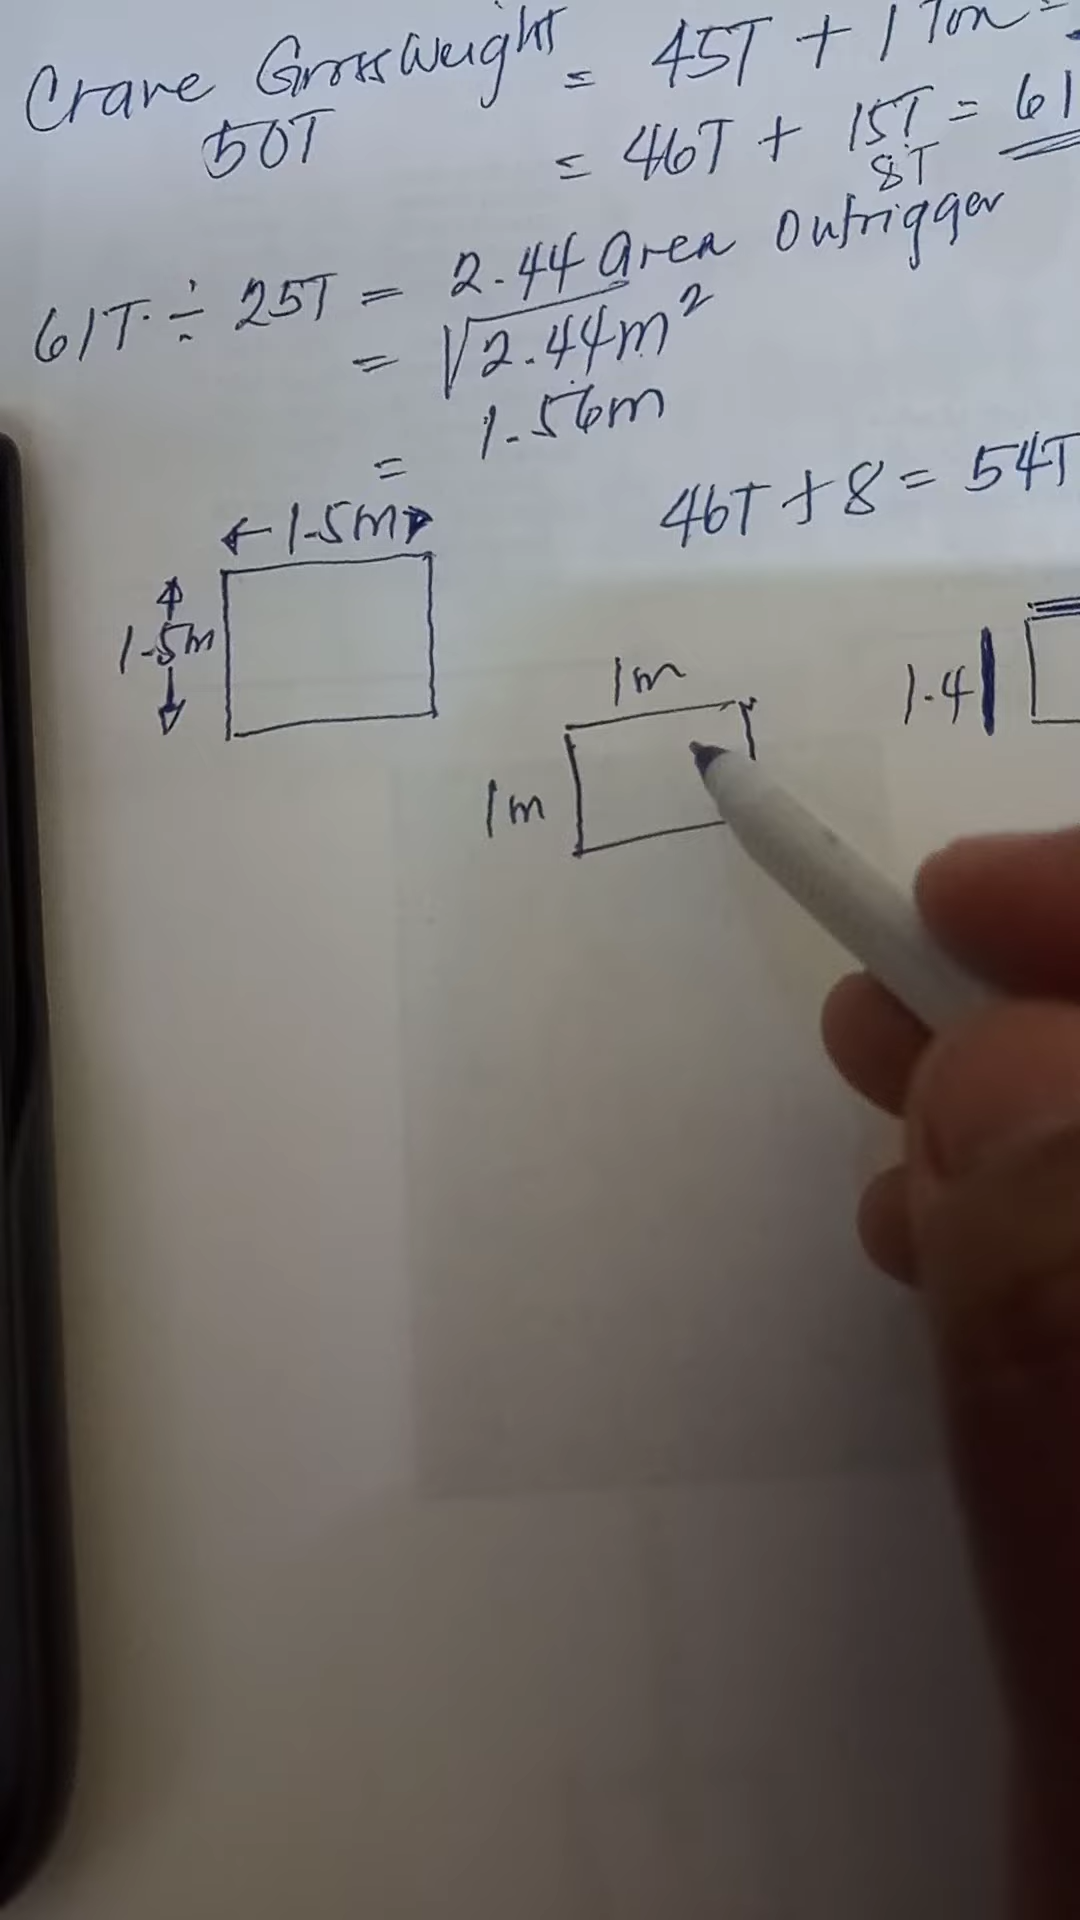 Crane Gross Weight = 45T + 1 Ton =
50T = 46T + 15T = 61
8T
61T ÷ 25T = 2.44 area Outrigger
= √2.44m²
= 1.56m
46T + 8 = 54T
1.5m
1.5m
1m
1.4
1m